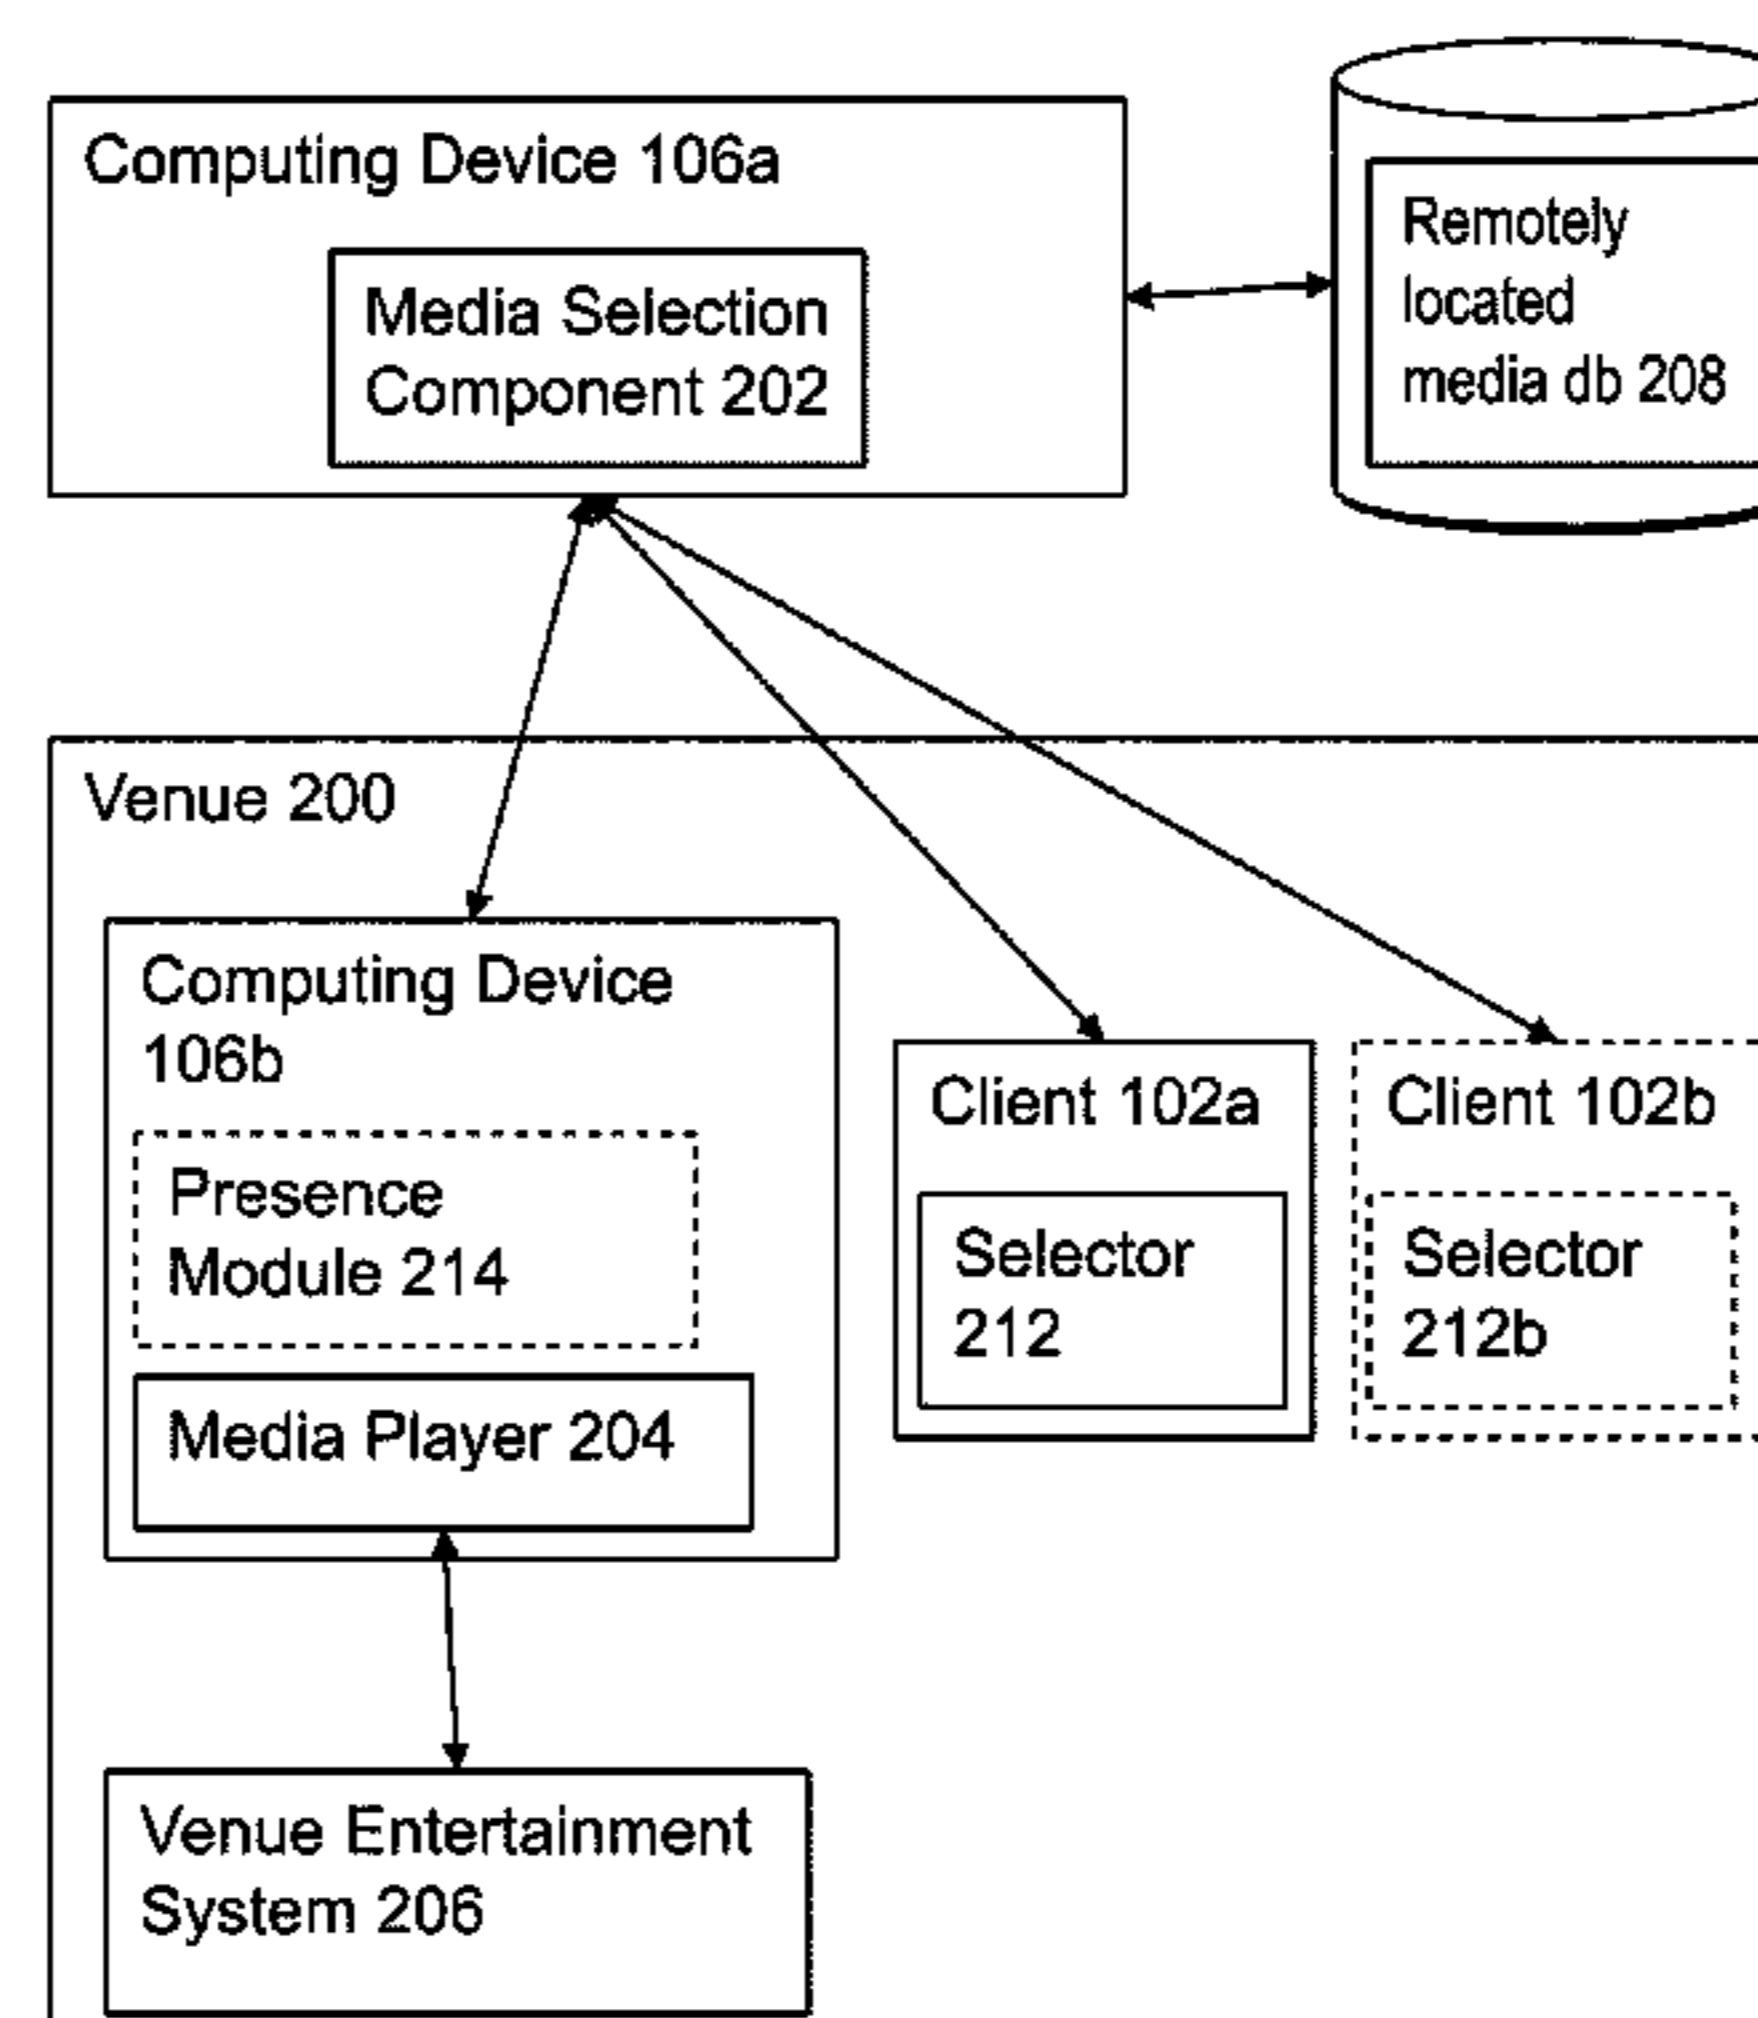 Computing Device 106a
Media Selection
Component 202
Remotely
located
media db 208
Venue 200
Computing Device
106b
Presence
Module 214
Media Player 204
Client 102a
Selector
212
Client 102b
Selector
212b
Venue Entertainment
System 206